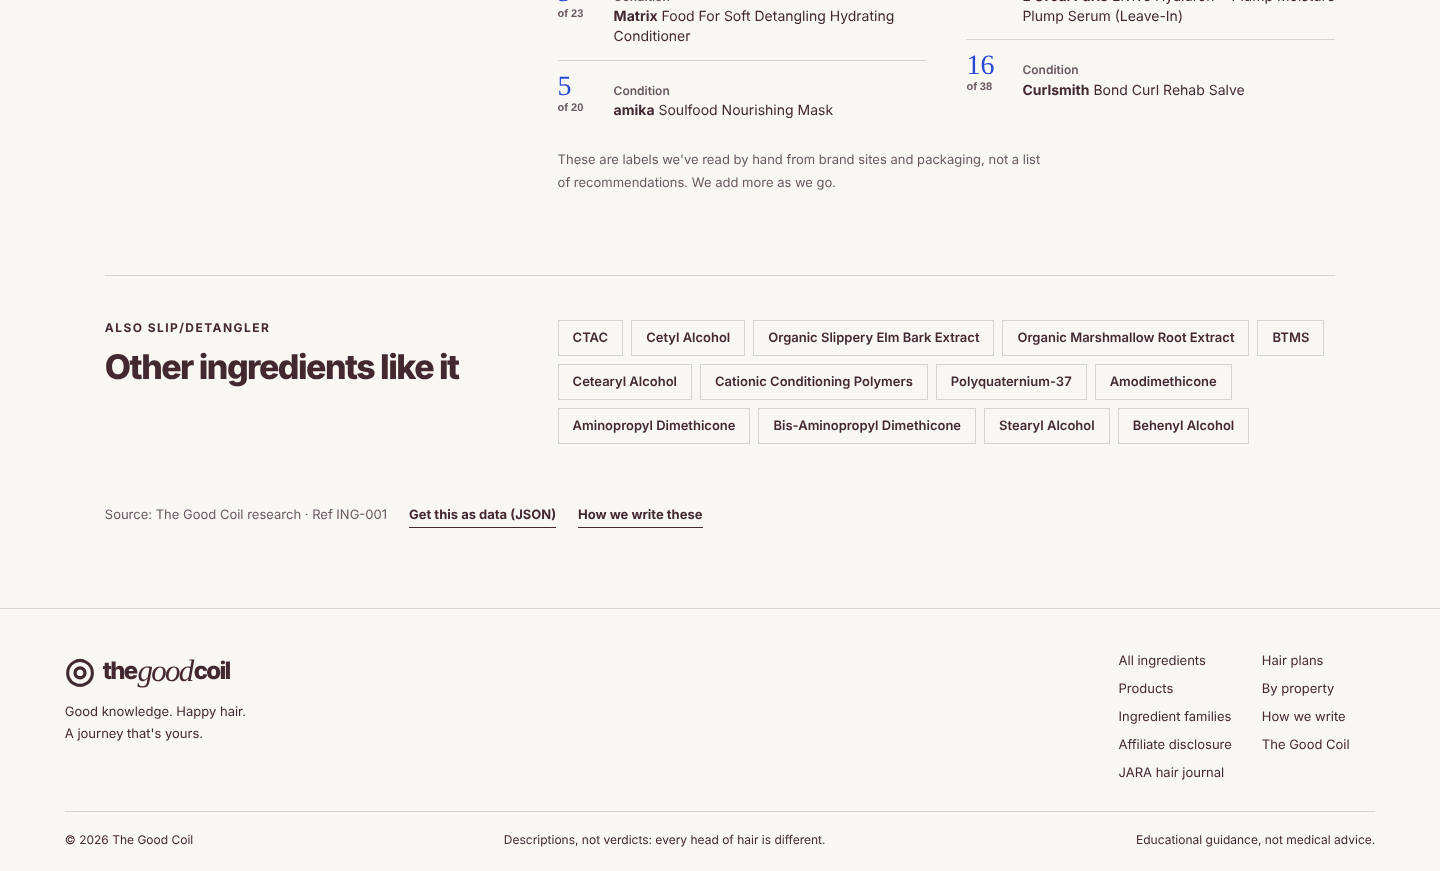 of 23
Matrix Food For Soft Detangling Hydrating
Conditioner
5
of 20
Condition
amika Soulfood Nourishing Mask
Plump Serum (Leave-In)
16
of 38
Condition
Curlsmith Bond Curl Rehab Salve
These are labels we've read by hand from brand sites and packaging, not a list
of recommendations. We add more as we go.
ALSO SLIP/DETANGLER
Other ingredients like it
CTAC
Cetyl Alcohol
Organic Slippery Elm Bark Extract
Organic Marshmallow Root Extract
BTMS
Cetearyl Alcohol
Cationic Conditioning Polymers
Polyquaternium-37
Amodimethicone
Aminopropyl Dimethicone
Bis-Aminopropyl Dimethicone
Stearyl Alcohol
Behenyl Alcohol
Source: The Good Coil research · Ref ING-001
Get this as data (JSON)
How we write these
thegoodcoil
Good knowledge. Happy hair.
A journey that's yours.
All ingredients
Products
Ingredient families
Affiliate disclosure
JARA hair journal
Hair plans
By property
How we write
The Good Coil
© 2026 The Good Coil
Descriptions, not verdicts: every head of hair is different.
Educational guidance, not medical advice.